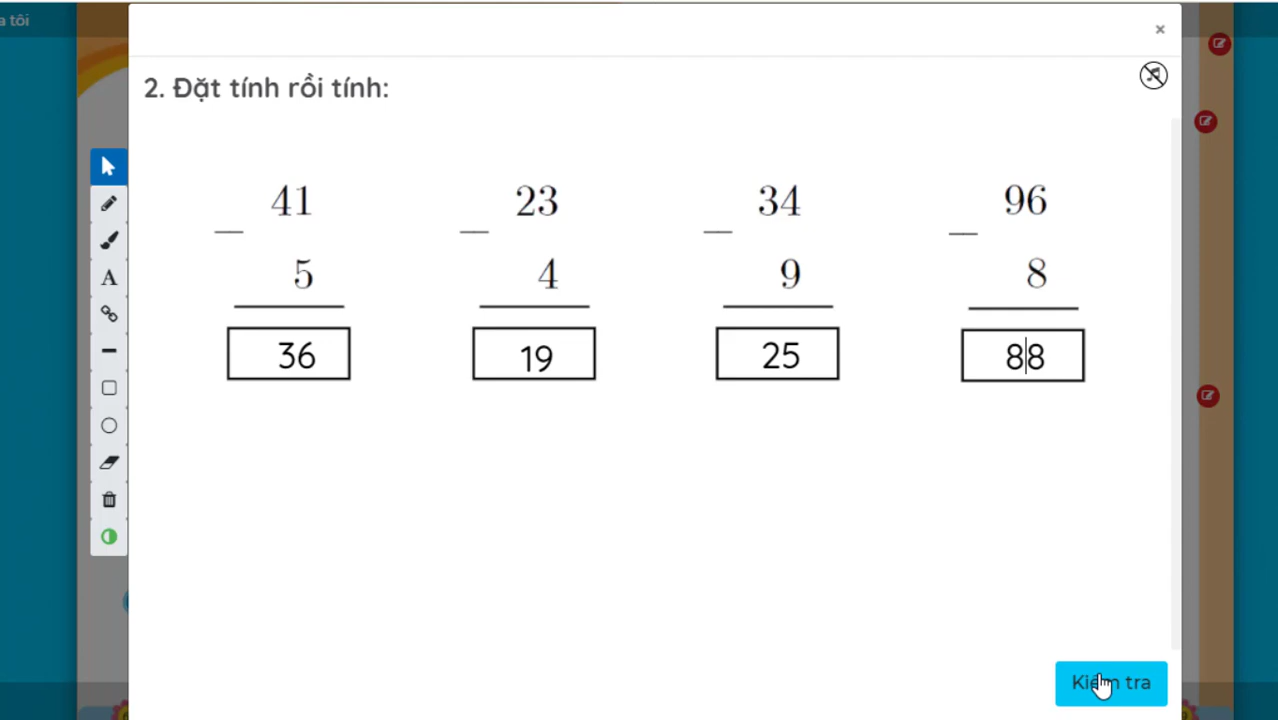 a tôi
×
2. Đặt tính rồi tính:
41 23 34 96
— — — —
5 4 9 8
36 19 25 88
A
Kiểm tra